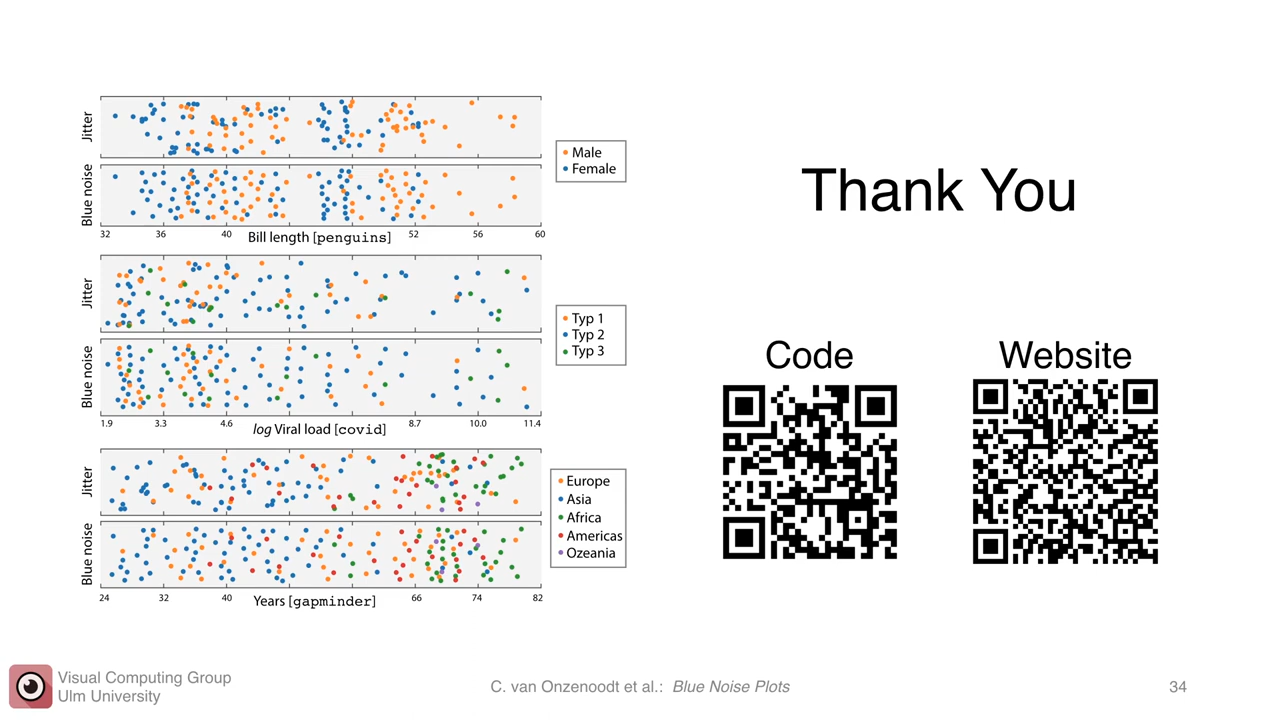 Jitter
Blue noise
Male
Female
32 36 40 52 56 60
Bill length [penguins]
Jitter
Blue noise
Typ 1
Typ 2
Typ 3
1.9 3.3 4.6 8.7 10.0 11.4
log Viral load [covid]
Jitter
Blue noise
Europe
Asia
Africa
Americas
Ozeania
24 32 40 66 74 82
Years [gapminder]
Thank You
Code
Website
Visual Computing Group
Ulm University
C. van Onzenoodt et al.: Blue Noise Plots
34